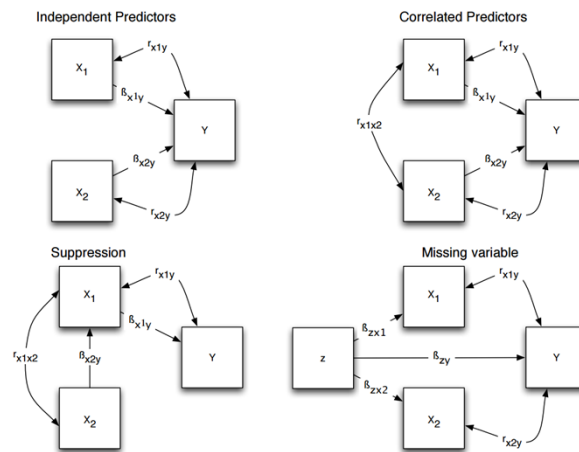 Independent Predictors
X1
rx1y
ßx1y
Y
ßx2y
X2
rx2y
Correlated Predictors
X1
rx1y
ßx1y
rx1x2
Y
ßx2y
X2
rx2y
Suppression
X1
rx1y
ßx1y
rx1x2
ßx2y
Y
X2
Missing variable
X1
rx1y
ßzx1
z
ßzy
Y
ßzx2
X2
rx2y